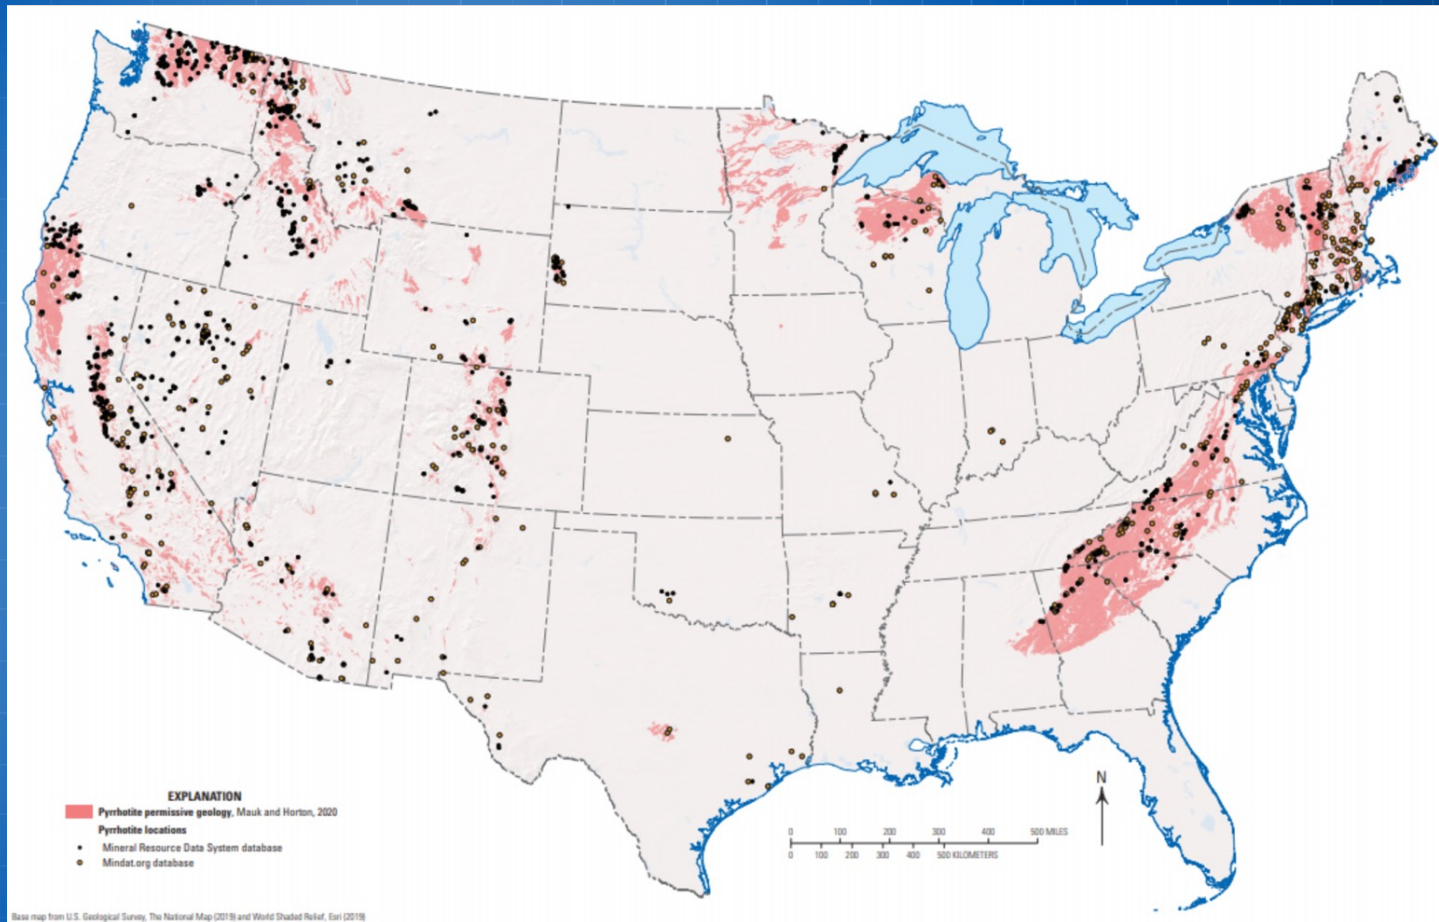 N
EXPLANATION
Pyrrhotite permissive geology, Mauk and Horton, 2020
Pyrrhotite locations
Mineral Resource Data System database
Mindat.org database
0 100 200 300 400 500 MILES
0 100 200 300 400 500 KILOMETERS
Base map from U.S. Geological Survey, The National Map (2019) and World Shaded Relief, Esri (2019)